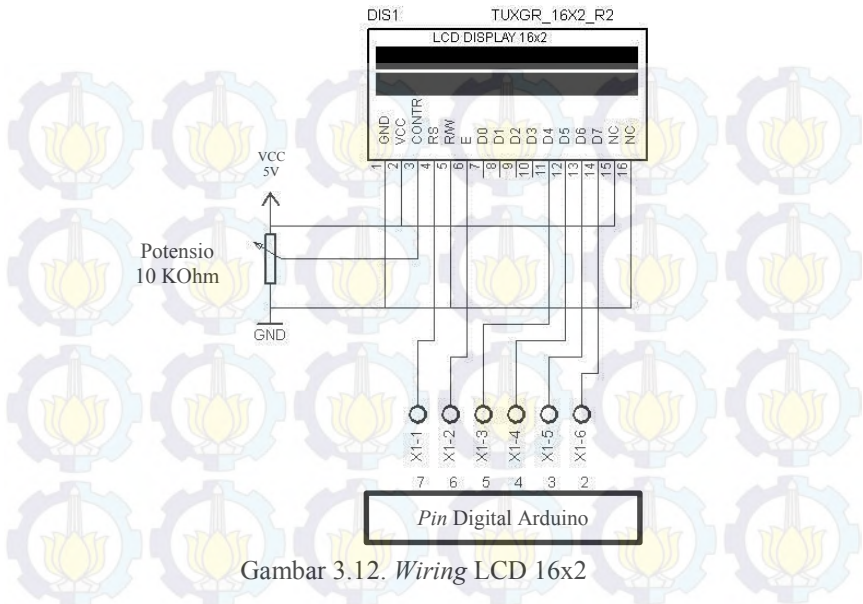 DIS1 TUXGR_16X2_R2
LCD DISPLAY 16x2
GND VCC CONTR RS R/W E D0 D1 D2 D3 D4 D5 D6 D7 NC NC
1 2 3 4 5 6 7 8 9 10 11 12 13 14 15 16
VCC
5V
Potensio
10 KOhm
GND
X1-1 X1-2 X1-3 X1-4 X1-5 X1-6
7 6 5 4 3 2
Pin Digital Arduino
Gambar 3.12. Wiring LCD 16x2